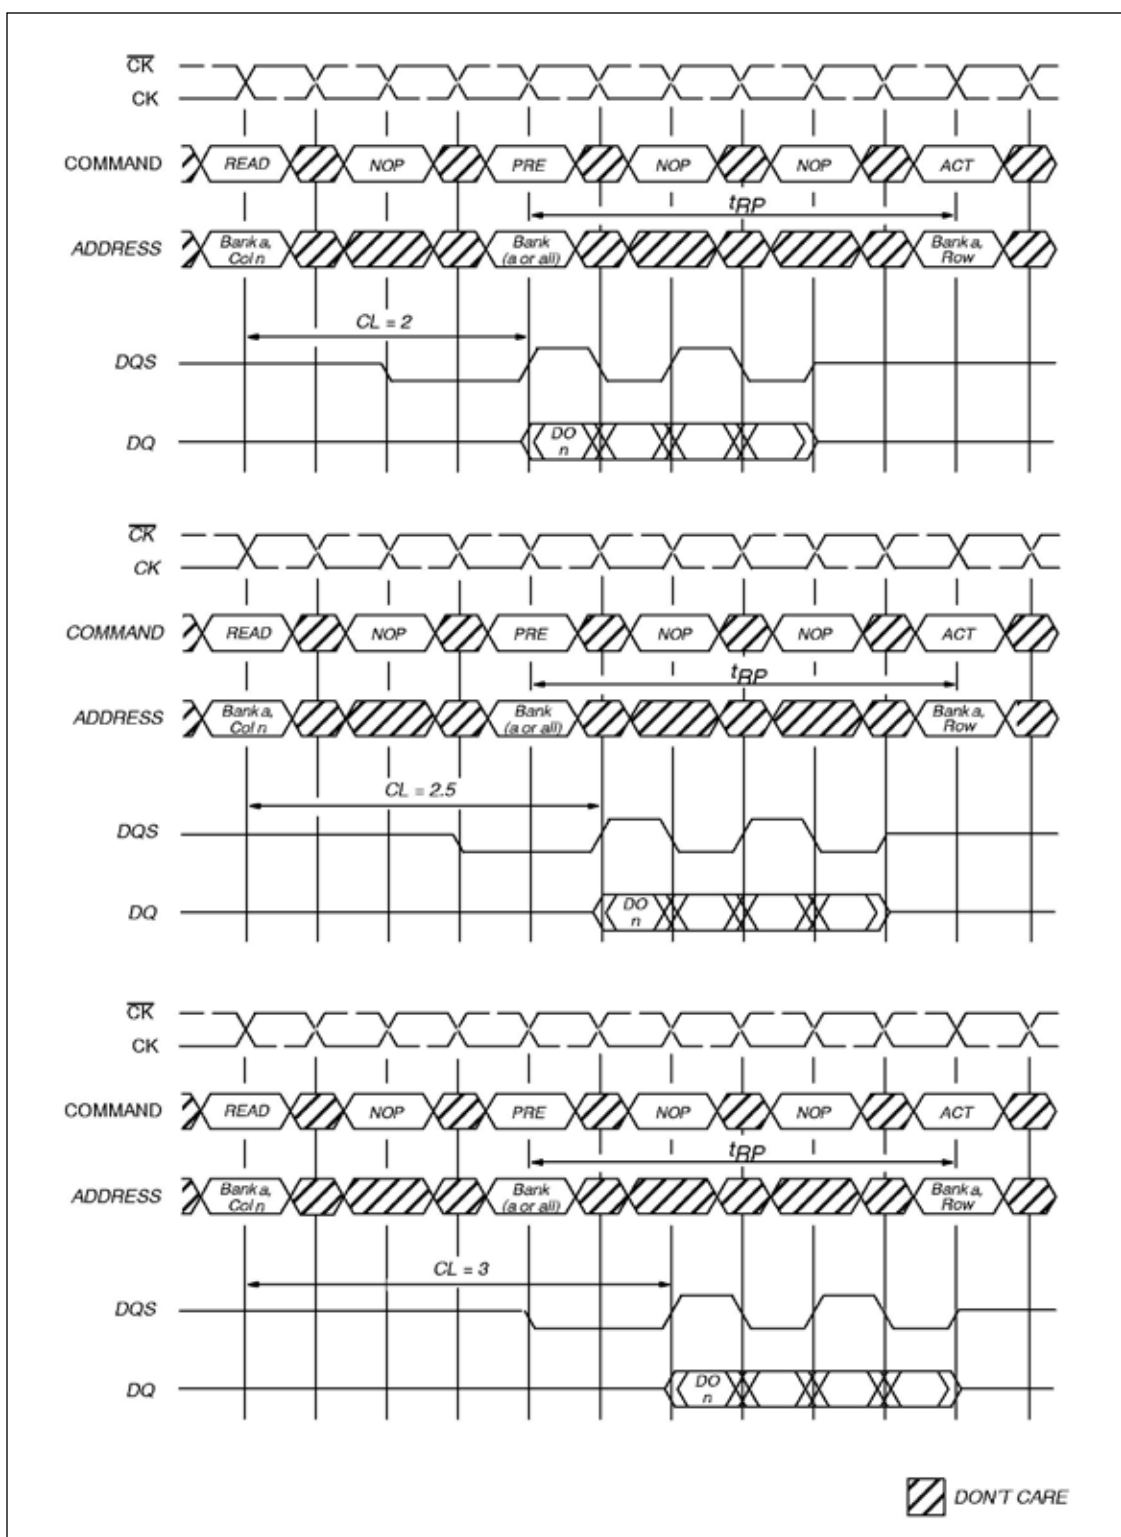 C̅K̅
CK
COMMAND READ NOP PRE NOP NOP ACT
tRP
ADDRESS Bank a, Col n Bank (a or all) Bank a, Row
CL = 2
DQS
DQ DO n
C̅K̅
CK
COMMAND READ NOP PRE NOP NOP ACT
tRP
ADDRESS Bank a, Col n Bank (a or all) Bank a, Row
CL = 2.5
DQS
DQ DO n
C̅K̅
CK
COMMAND READ NOP PRE NOP NOP ACT
tRP
ADDRESS Bank a, Col n Bank (a or all) Bank a, Row
CL = 3
DQS
DQ DO n
DON'T CARE